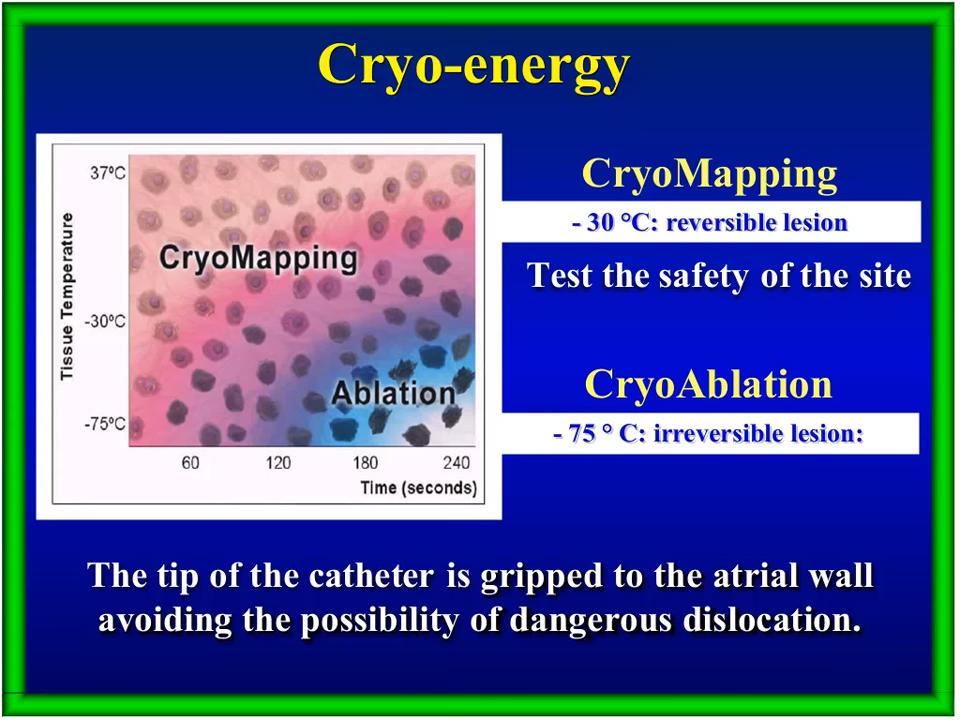 Cryo-energy
37ºC
-30ºC
-75ºC
Tissue Temperature
CryoMapping
Ablation
60 120 180 240
Time (seconds)
CryoMapping
- 30 °C: reversible lesion
Test the safety of the site
CryoAblation
- 75 ° C: irreversible lesion:
The tip of the catheter is gripped to the atrial wall
avoiding the possibility of dangerous dislocation.